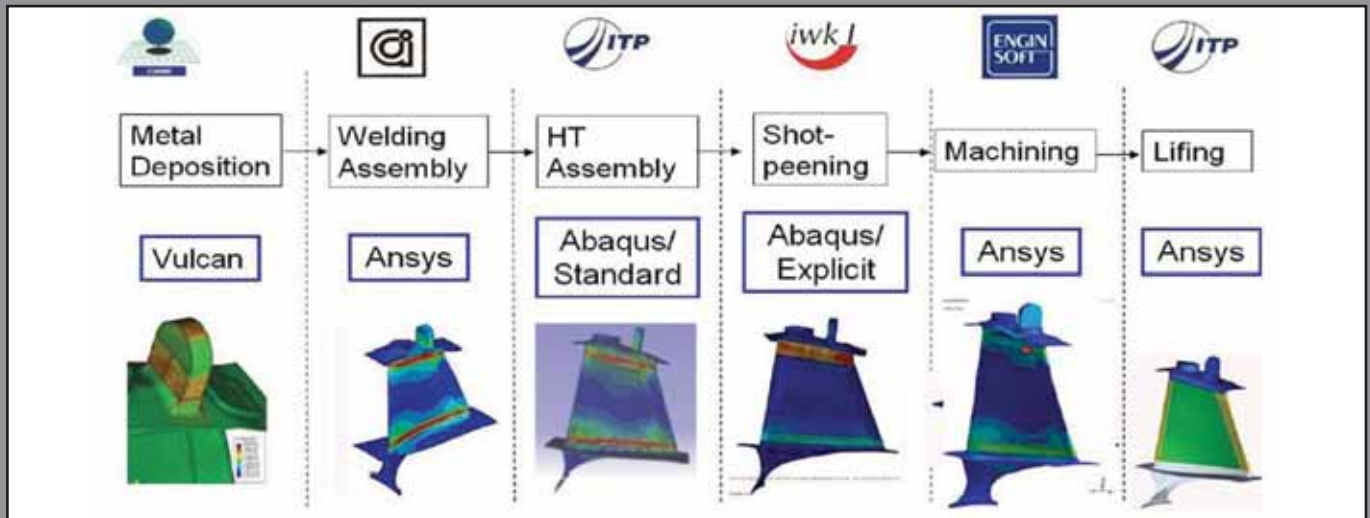 ITP
iwk 1
ENGIN
SOFT
ITP
Metal
Deposition
Welding
Assembly
HT
Assembly
Shot-
peening
Machining
Lifing
Vulcan
Ansys
Abaqus/
Standard
Abaqus/
Explicit
Ansys
Ansys